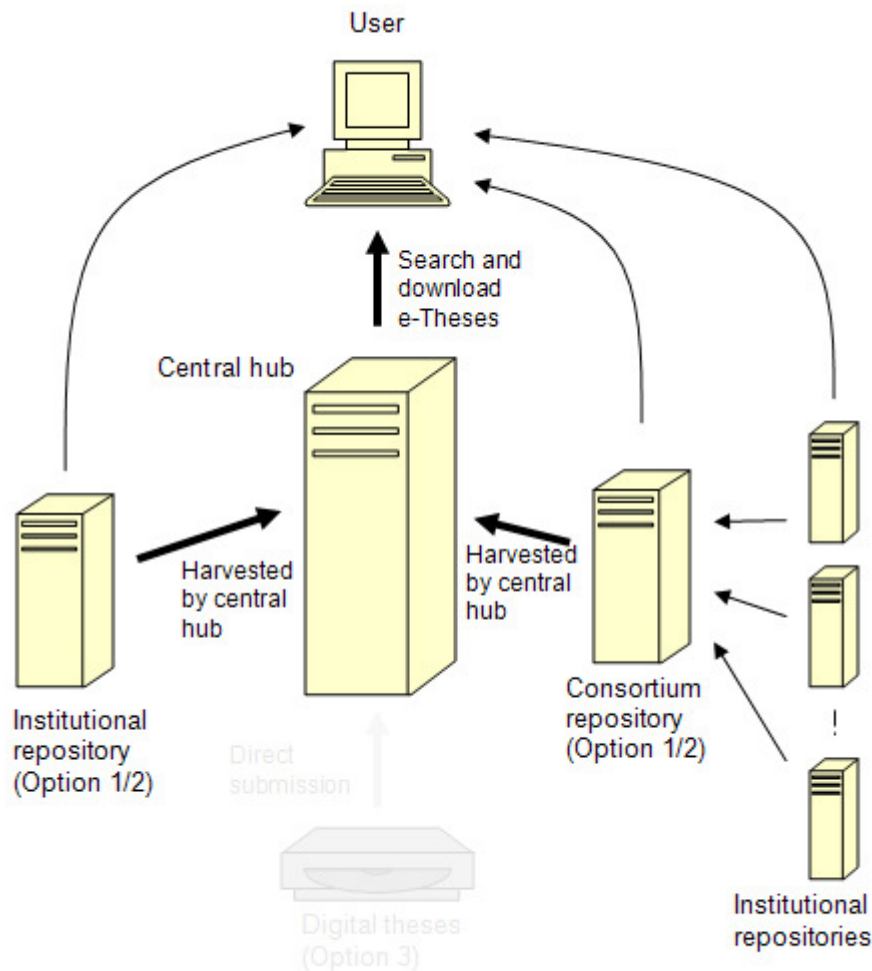 User
Search and
download
e-Theses
Central hub
Harvested
by central
hub
Harvested
by central
hub
Institutional
repository
(Option 1/2)
Consortium
repository
(Option 1/2)
!
Direct
submission
Digital theses
(Option 3)
Institutional
repositories